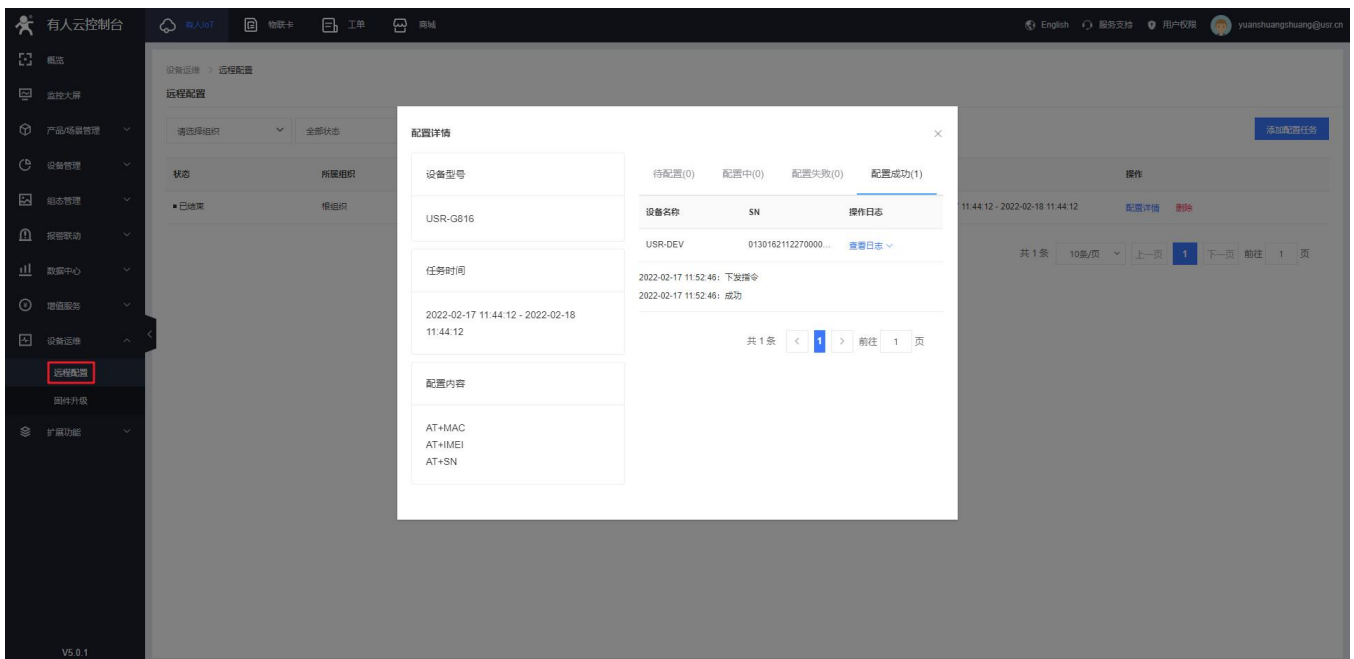 有人云控制台
有人IoT 物联卡 工单 商城
English 服务支持 用户权限 yuanshuangshuang@usr.cn
概览
监控大屏
产品/场景管理
设备管理
组态管理
报警联动
数据中心
增值服务
设备运维
远程配置
固件升级
扩展功能
V5.0.1
设备运维 > 远程配置
远程配置
请选择组织 全部状态 添加配置任务
状态 所属组织 操作
已结束 根组织 11:44:12 - 2022-02-18 11:44:12 配置详情 删除
共 1 条 10条/页 上一页 1 下一页 前往 1 页
配置详情
设备型号
USR-G816
任务时间
2022-02-17 11:44:12 - 2022-02-18
11:44:12
配置内容
AT+MAC
AT+IMEI
AT+SN
待配置(0) 配置中(0) 配置失败(0) 配置成功(1)
设备名称 SN 操作日志
USR-DEV 0130162112270000... 查看日志
2022-02-17 11:52:46: 下发指令
2022-02-17 11:52:46: 成功
共 1 条 < 1 > 前往 1 页